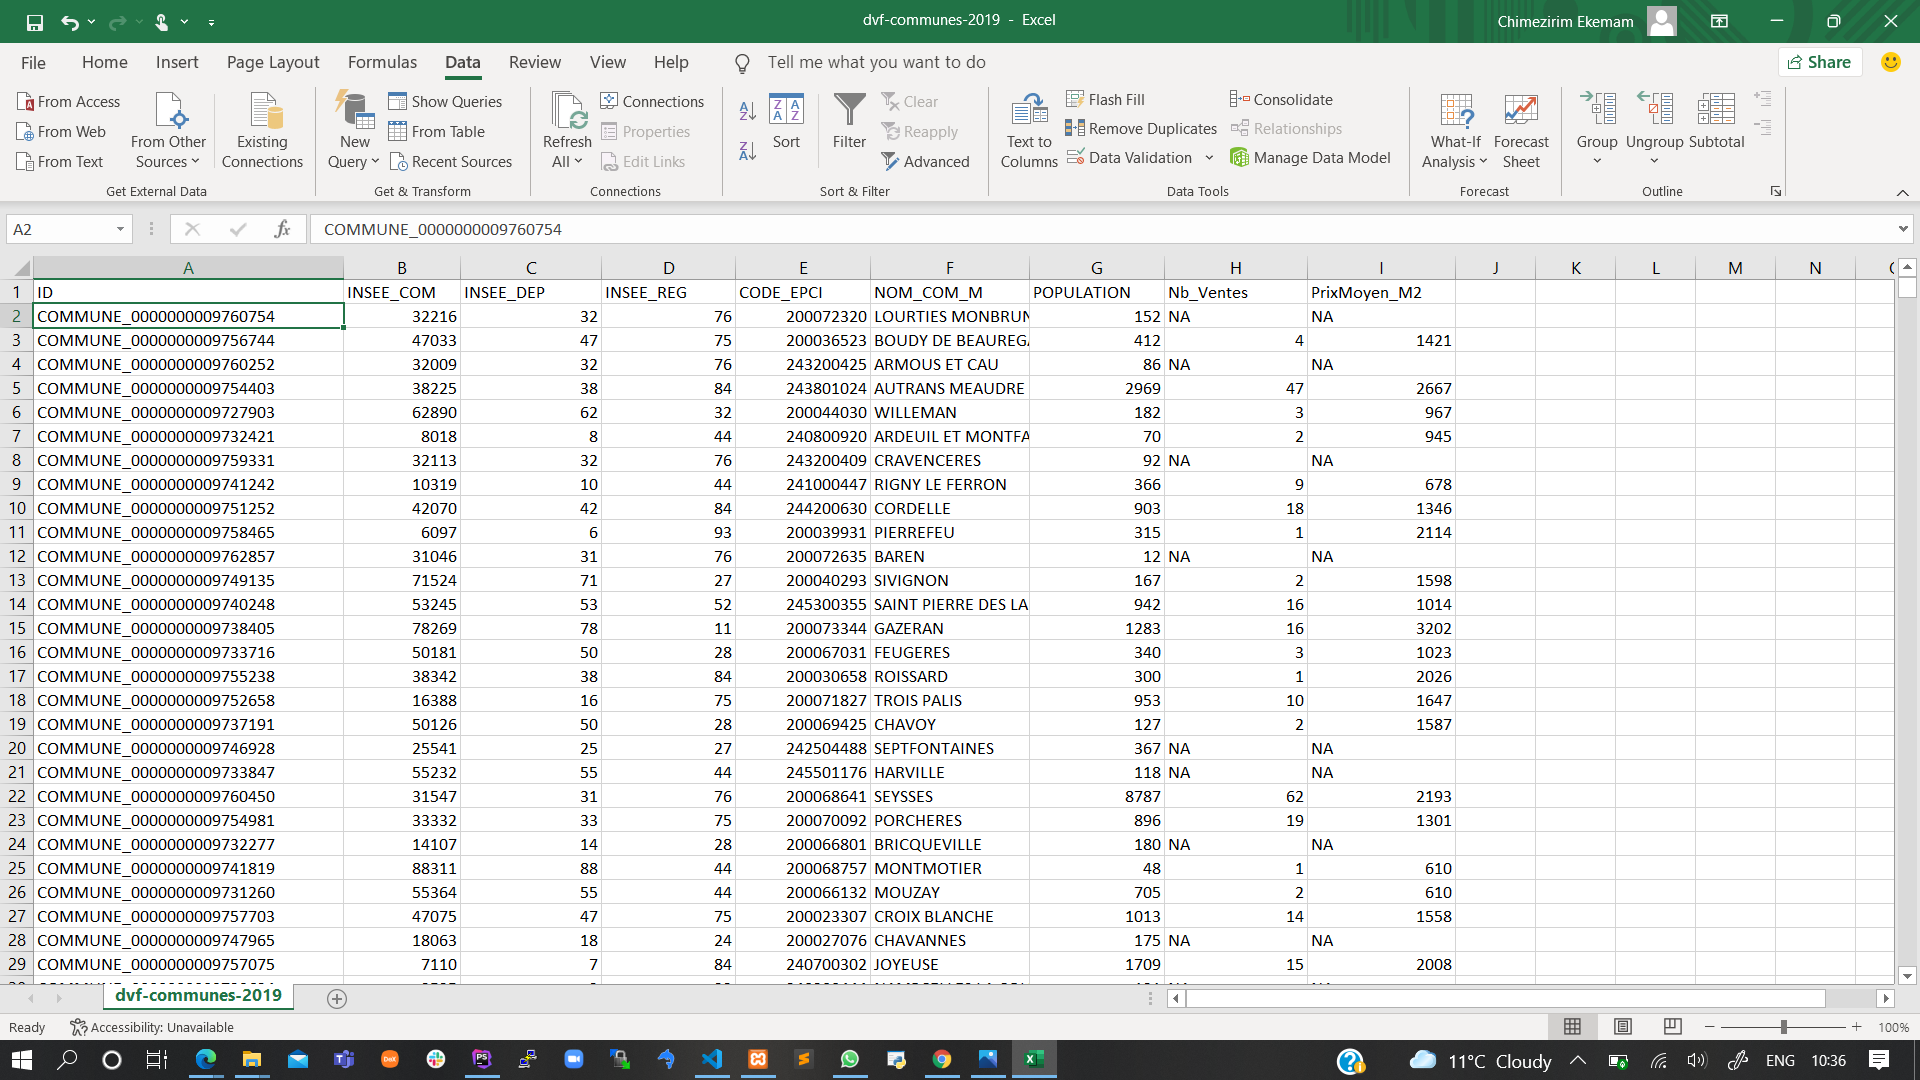 dvf-communes-2019 - Excel
Chimezirim Ekemam
File Home Insert Page Layout Formulas Data Review View Help Tell me what you want to do Share
From Access
From Web
From Text
From Other Sources
Existing Connections
Get External Data
New Query
Show Queries
From Table
Recent Sources
Get & Transform
Refresh All
Connections
Properties
Edit Links
Connections
Sort
Filter
Clear
Reapply
Advanced
Sort & Filter
Text to Columns
Flash Fill
Remove Duplicates
Data Validation
Consolidate
Relationships
Manage Data Model
Data Tools
What-If Analysis
Forecast Sheet
Forecast
Group
Ungroup
Subtotal
Outline
A2 fx COMMUNE_0000000009760754
A B C D E F G H I J K L M N
1 ID INSEE_COM INSEE_DEP INSEE_REG CODE_EPCI NOM_COM_M POPULATION Nb_Ventes PrixMoyen_M2
2 COMMUNE_0000000009760754 32216 32 76 200072320 LOURTIES MONBRUN 152 NA NA
3 COMMUNE_0000000009756744 47033 47 75 200036523 BOUDY DE BEAUREGA 412 4 1421
4 COMMUNE_0000000009760252 32009 32 76 243200425 ARMOUS ET CAU 86 NA NA
5 COMMUNE_0000000009754403 38225 38 84 243801024 AUTRANS MEAUDRE 2969 47 2667
6 COMMUNE_0000000009727903 62890 62 32 200044030 WILLEMAN 182 3 967
7 COMMUNE_0000000009732421 8018 8 44 240800920 ARDEUIL ET MONTFA 70 2 945
8 COMMUNE_0000000009759331 32113 32 76 243200409 CRAVENCERES 92 NA NA
9 COMMUNE_0000000009741242 10319 10 44 241000447 RIGNY LE FERRON 366 9 678
10 COMMUNE_0000000009751252 42070 42 84 244200630 CORDELLE 903 18 1346
11 COMMUNE_0000000009758465 6097 6 93 200039931 PIERREFEU 315 1 2114
12 COMMUNE_0000000009762857 31046 31 76 200072635 BAREN 12 NA NA
13 COMMUNE_0000000009749135 71524 71 27 200040293 SIVIGNON 167 2 1598
14 COMMUNE_0000000009740248 53245 53 52 245300355 SAINT PIERRE DES LA 942 16 1014
15 COMMUNE_0000000009738405 78269 78 11 200073344 GAZERAN 1283 16 3202
16 COMMUNE_0000000009733716 50181 50 28 200067031 FEUGERES 340 3 1023
17 COMMUNE_0000000009755238 38342 38 84 200030658 ROISSARD 300 1 2026
18 COMMUNE_0000000009752658 16388 16 75 200071827 TROIS PALIS 953 10 1647
19 COMMUNE_0000000009737191 50126 50 28 200069425 CHAVOY 127 2 1587
20 COMMUNE_0000000009746928 25541 25 27 242504488 SEPTFONTAINES 367 NA NA
21 COMMUNE_0000000009733847 55232 55 44 245501176 HARVILLE 118 NA NA
22 COMMUNE_0000000009760450 31547 31 76 200068641 SEYSSES 8787 62 2193
23 COMMUNE_0000000009754981 33332 33 75 200070092 PORCHERES 896 19 1301
24 COMMUNE_0000000009732277 14107 14 28 200066801 BRICQUEVILLE 180 NA NA
25 COMMUNE_0000000009741819 88311 88 44 200068757 MONTMOTIER 48 1 610
26 COMMUNE_0000000009731260 55364 55 44 200066132 MOUZAY 705 2 610
27 COMMUNE_0000000009757703 47075 47 75 200023307 CROIX BLANCHE 1013 14 1558
28 COMMUNE_0000000009747965 18063 18 24 200027076 CHAVANNES 175 NA NA
29 COMMUNE_0000000009757075 7110 7 84 240700302 JOYEUSE 1709 15 2008
dvf-communes-2019
Ready Accessibility: Unavailable 100%
11°C Cloudy ENG 10:36